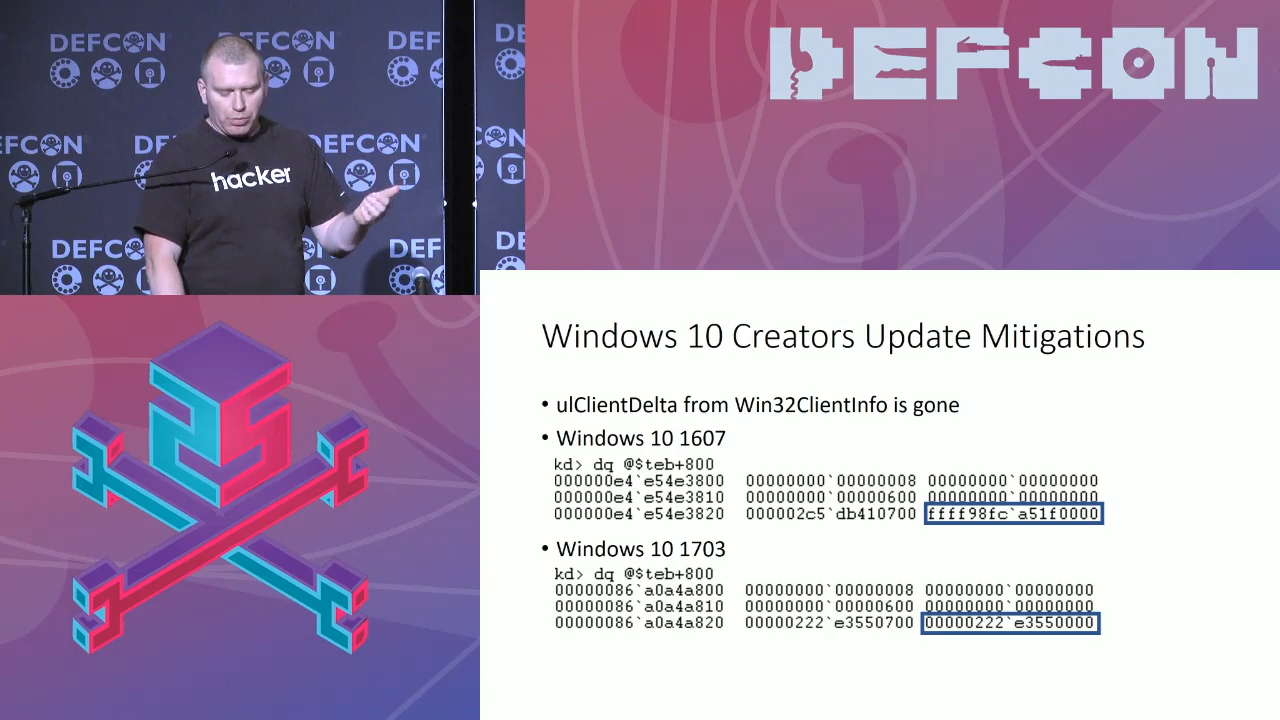 DEFCON
DEFCON
DEF
DE
DEFCON
DEFCON
DEF
DEFCON
CON
DEFCON
DEF
DE
hacker
DEFCON
Windows 10 Creators Update Mitigations
• ulClientDelta from Win32ClientInfo is gone
• Windows 10 1607
kd> dq @$teb+800
000000e4`e54e3800 00000000`00000008 00000000`00000000
000000e4`e54e3810 00000000`00000600 00000000`00000000
000000e4`e54e3820 000002c5`db410700 ffff98fc`a51f0000
• Windows 10 1703
kd> dq @$teb+800
00000086`a0a4a800 00000000`00000008 00000000`00000000
00000086`a0a4a810 00000000`00000600 00000000`00000000
00000086`a0a4a820 00000222`e3550700 00000222`e3550000